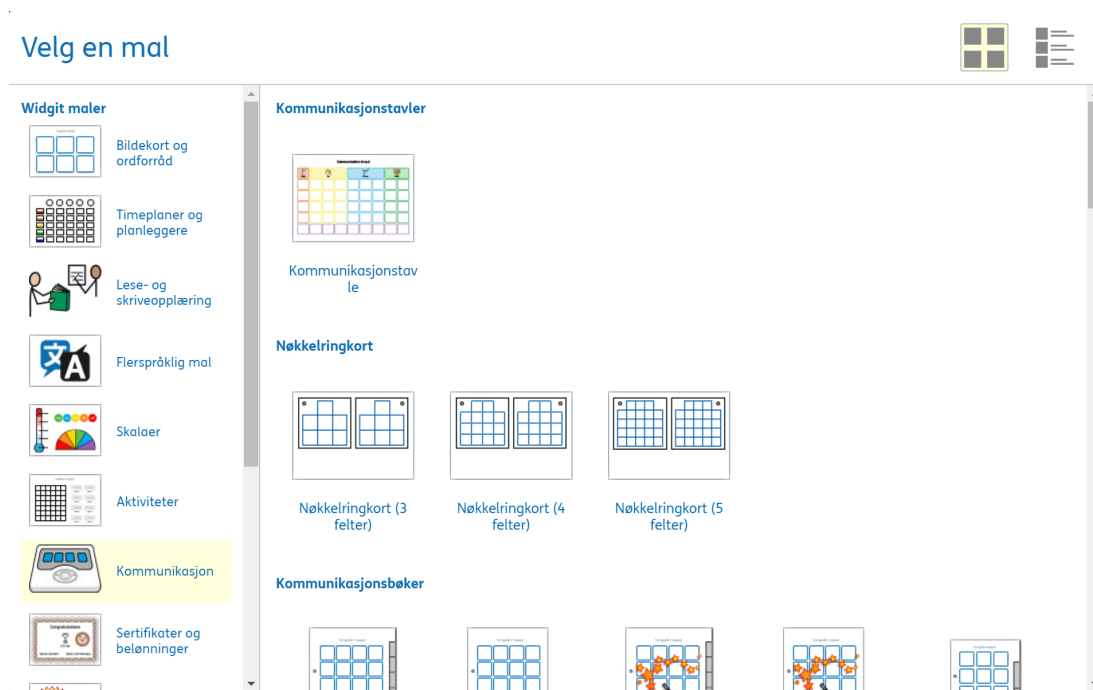 Velg en mal
Widgit maler
Bildekort og
ordforråd
Timeplaner og
planleggere
Lese- og
skriveopplæring
Flerspråklig mal
Skalaer
Aktiviteter
Kommunikasjon
Sertifikater og
belønninger
Kommunikasjonstavler
Kommunikasjonstav
le
Nøkkelringkort
Nøkkelringkort (3
felter)
Nøkkelringkort (4
felter)
Nøkkelringkort (5
felter)
Kommunikasjonsbøker